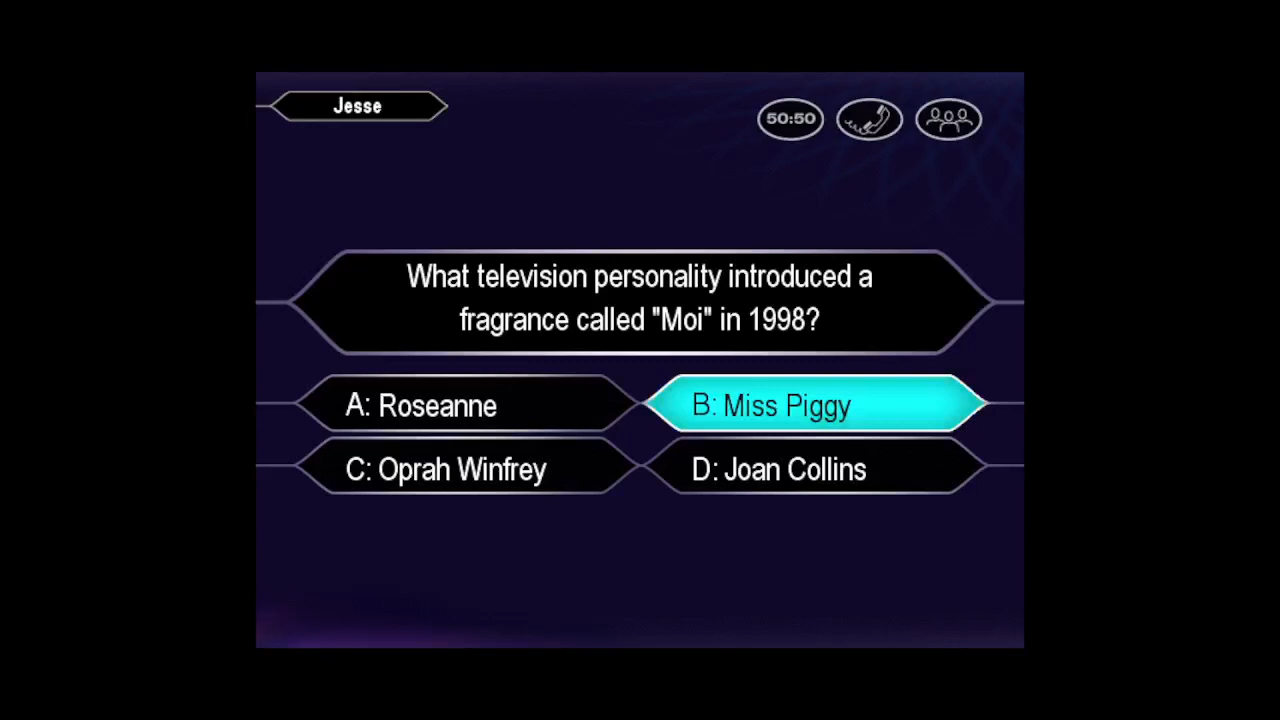 Jesse
50:50
What television personality introduced a
fragrance called "Moi" in 1998?
A: Roseanne
B: Miss Piggy
C: Oprah Winfrey
D: Joan Collins